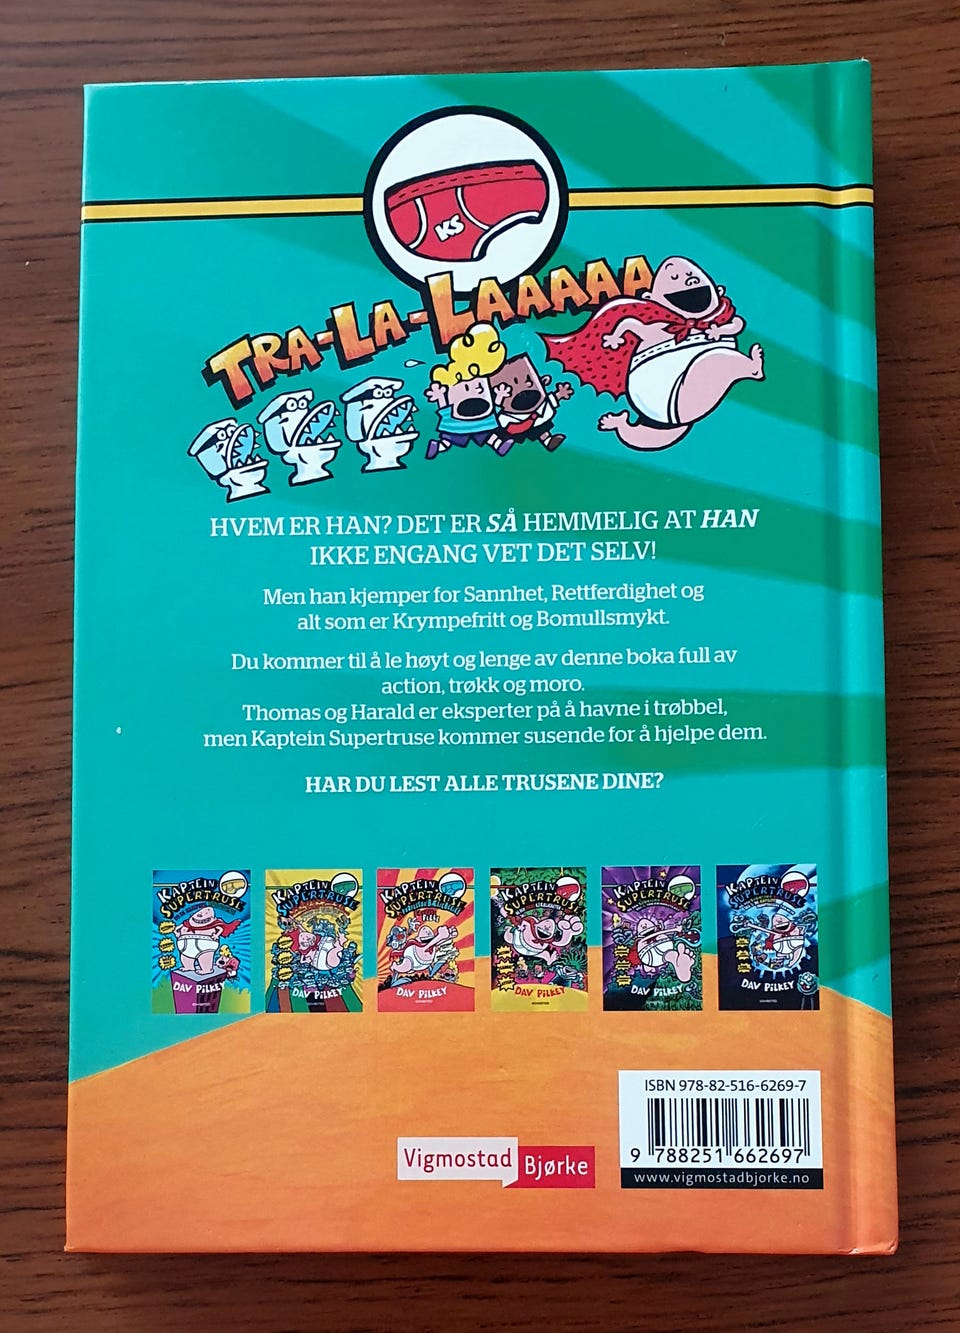 KS
TRA-LA-LAAAAA
HVEM ER HAN? DET ER SÅ HEMMELIG AT HAN
IKKE ENGANG VET DET SELV!
Men han kjemper for Sannhet, Rettferdighet og
alt som er Krympefritt og Bomullsmykt.
Du kommer til å le høyt og lenge av denne boka full av
action, trøkk og moro.
Thomas og Harald er eksperter på å havne i trøbbel,
men Kaptein Supertruse kommer susende for å hjelpe dem.
HAR DU LEST ALLE TRUSENE DINE?
KAPTEIN
SUPERTRUSE
DAV PILKEY
KAPTEIN
SUPERTRUSE
DAV PILKEY
KAPTEIN
SUPERTRUSE
DAV PILKEY
KAPTEIN
SUPERTRUSE
DAV PILKEY
KAPTEIN
SUPERTRUSE
DAV PILKEY
KAPTEIN
SUPERTRUSE
DAV PILKEY
ISBN 978-82-516-6269-7
9 788251 662697
www.vigmostadbjorke.no
Vigmostad
Bjørke